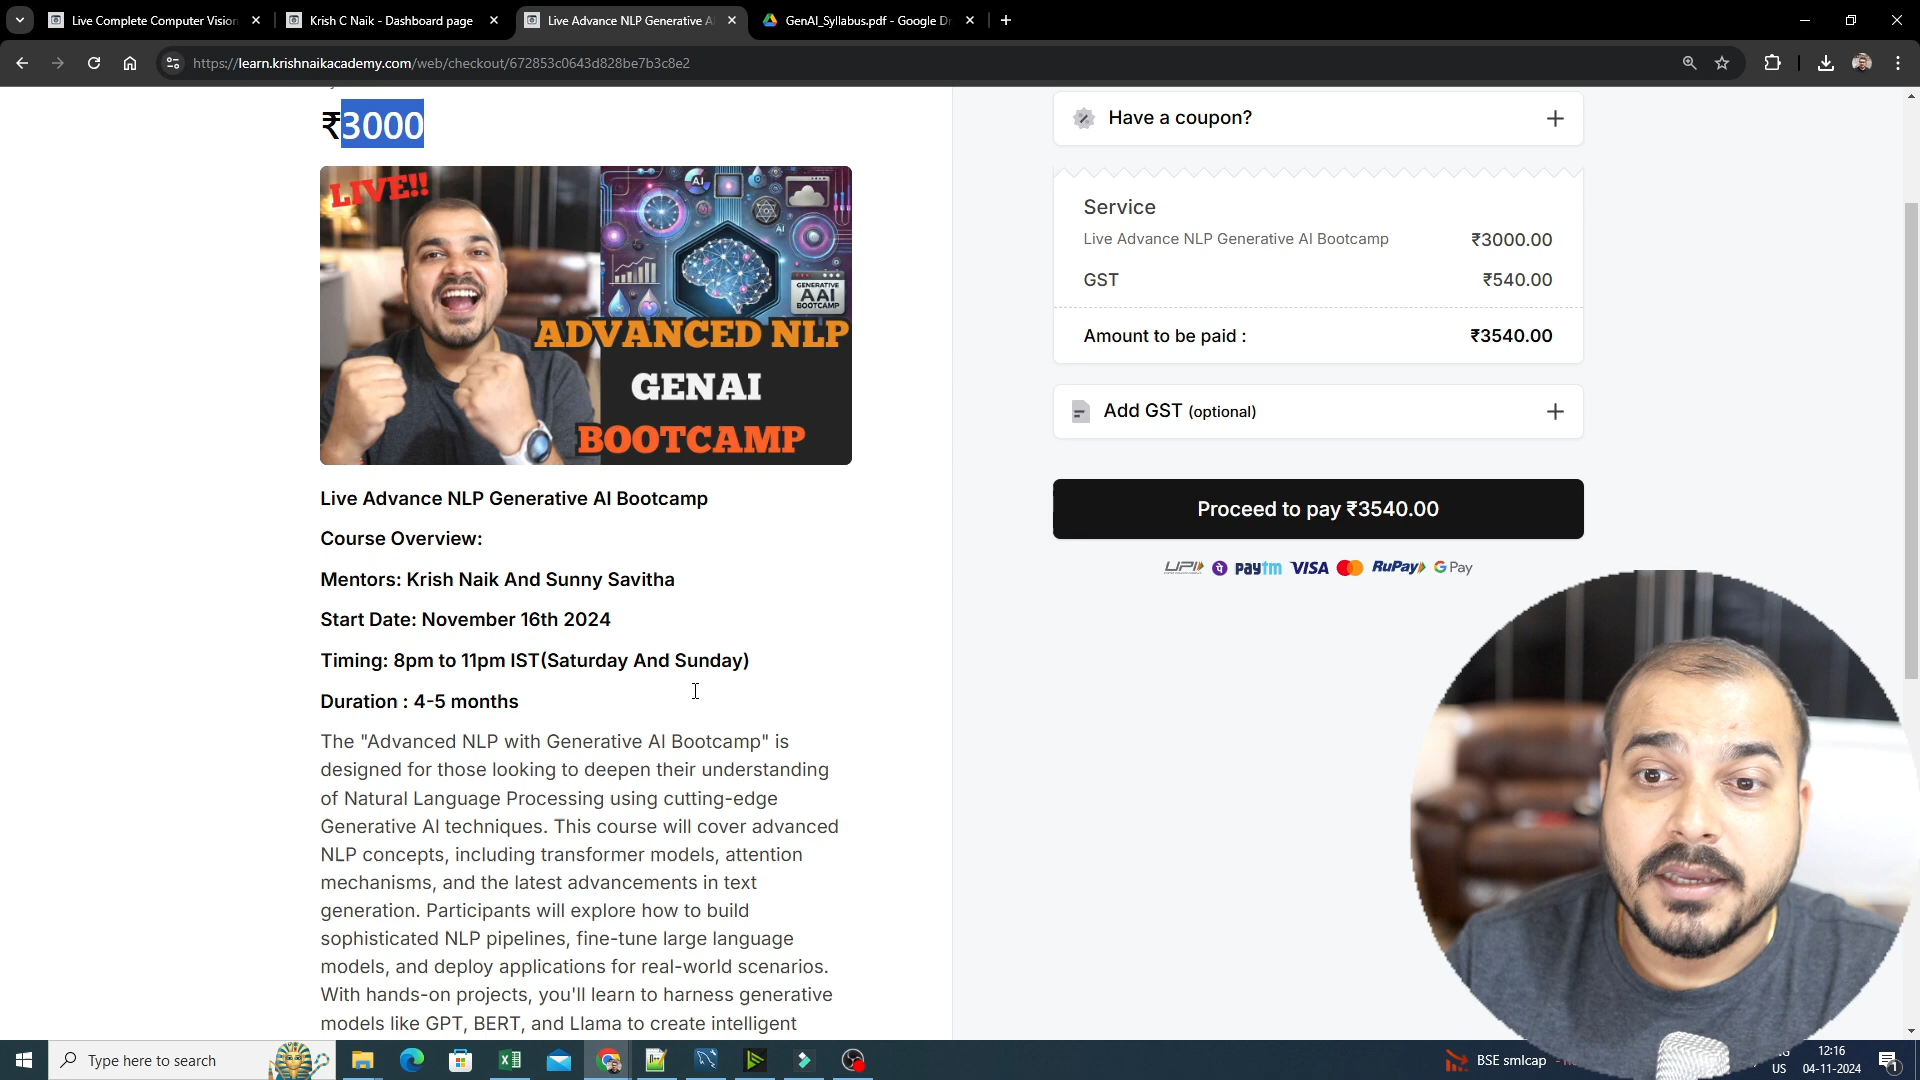 Live Complete Computer Vision
Krish C Naik - Dashboard page
Live Advance NLP Generative A
GenAI_Syllabus.pdf - Google Dr
https://learn.krishnaikacademy.com/web/checkout/672853c0643d828be7b3c8e2
₹3000
LIVE!!
AI
AI
GENERATIVE
AAI
BOOTCAMP
ADVANCED NLP
GENAI
BOOTCAMP
Live Advance NLP Generative AI Bootcamp
Course Overview:
Mentors: Krish Naik And Sunny Savitha
Start Date: November 16th 2024
Timing: 8pm to 11pm IST(Saturday And Sunday)
Duration : 4-5 months
The "Advanced NLP with Generative AI Bootcamp" is
designed for those looking to deepen their understanding
of Natural Language Processing using cutting-edge
Generative AI techniques. This course will cover advanced
NLP concepts, including transformer models, attention
mechanisms, and the latest advancements in text
generation. Participants will explore how to build
sophisticated NLP pipelines, fine-tune large language
models, and deploy applications for real-world scenarios.
With hands-on projects, you'll learn to harness generative
models like GPT, BERT, and Llama to create intelligent
Have a coupon?
Service
Live Advance NLP Generative AI Bootcamp ₹3000.00
GST ₹540.00
Amount to be paid : ₹3540.00
Add GST (optional)
Proceed to pay ₹3540.00
UPI paytm VISA RuPay G Pay
Type here to search
BSE smlcap
12:16
US 04-11-2024
1